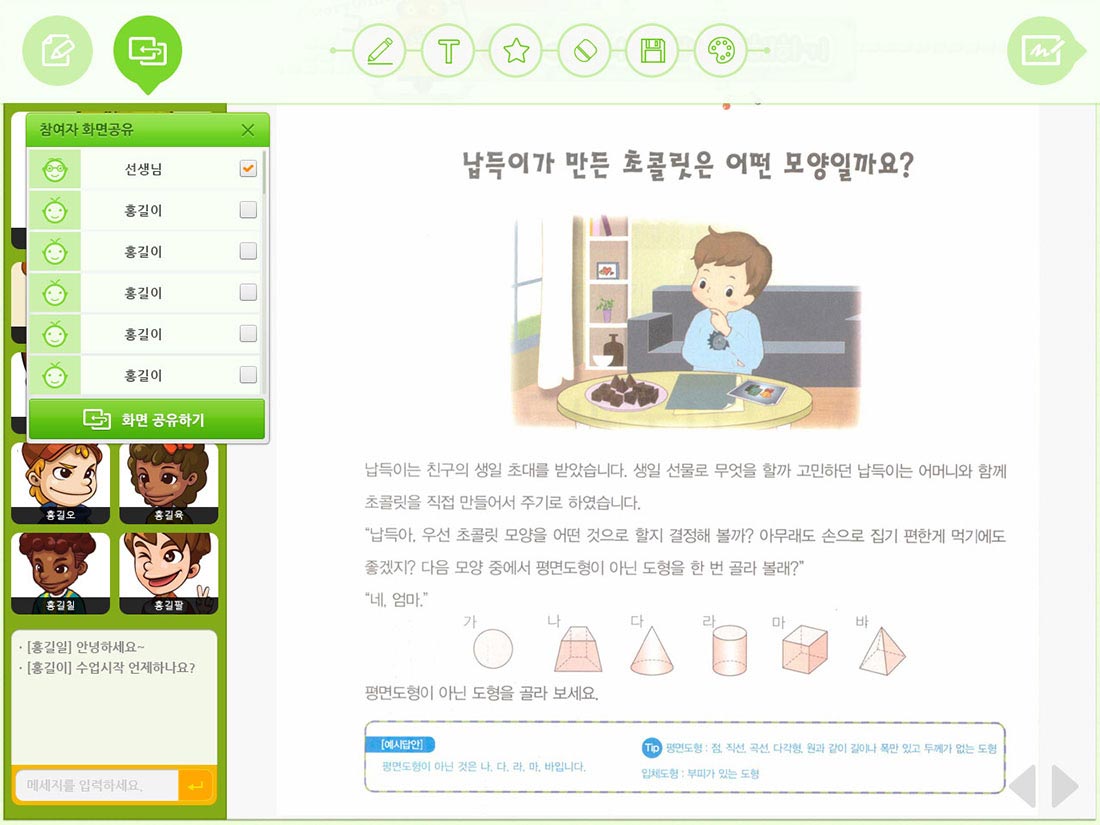 참여자 화면공유
선생님
홍길이
홍길이
홍길이
홍길이
홍길이
화면 공유하기
홍길오
홍길육
홍길칠
홍길팔
· [홍길일] 안녕하세요~
· [홍길이] 수업시작 언제하나요?
메세지를 입력하세요.
T
납득이가 만든 초콜릿은 어떤 모양일까요?
납득이는 친구의 생일 초대를 받았습니다. 생일 선물로 무엇을 할까 고민하던 납득이는 어머니와 함께
초콜릿을 직접 만들어서 주기로 하였습니다.
“납득아, 우선 초콜릿 모양을 어떤 것으로 할지 결정해 볼까? 아무래도 손으로 집기 편한게 먹기에도
좋겠지? 다음 모양 중에서 평면도형이 아닌 도형을 한 번 골라 볼래?”
“네, 엄마.”
가 나 다 라 마 바
평면도형이 아닌 도형을 골라 보세요.
[예시답안]
평면도형이 아닌 것은 나, 다, 라, 마, 바입니다.
Tip 평면도형 : 점, 직선, 곡선, 다각형, 원과 같이 길이나 폭만 있고 두께가 없는 도형
입체도형 : 부피가 있는 도형